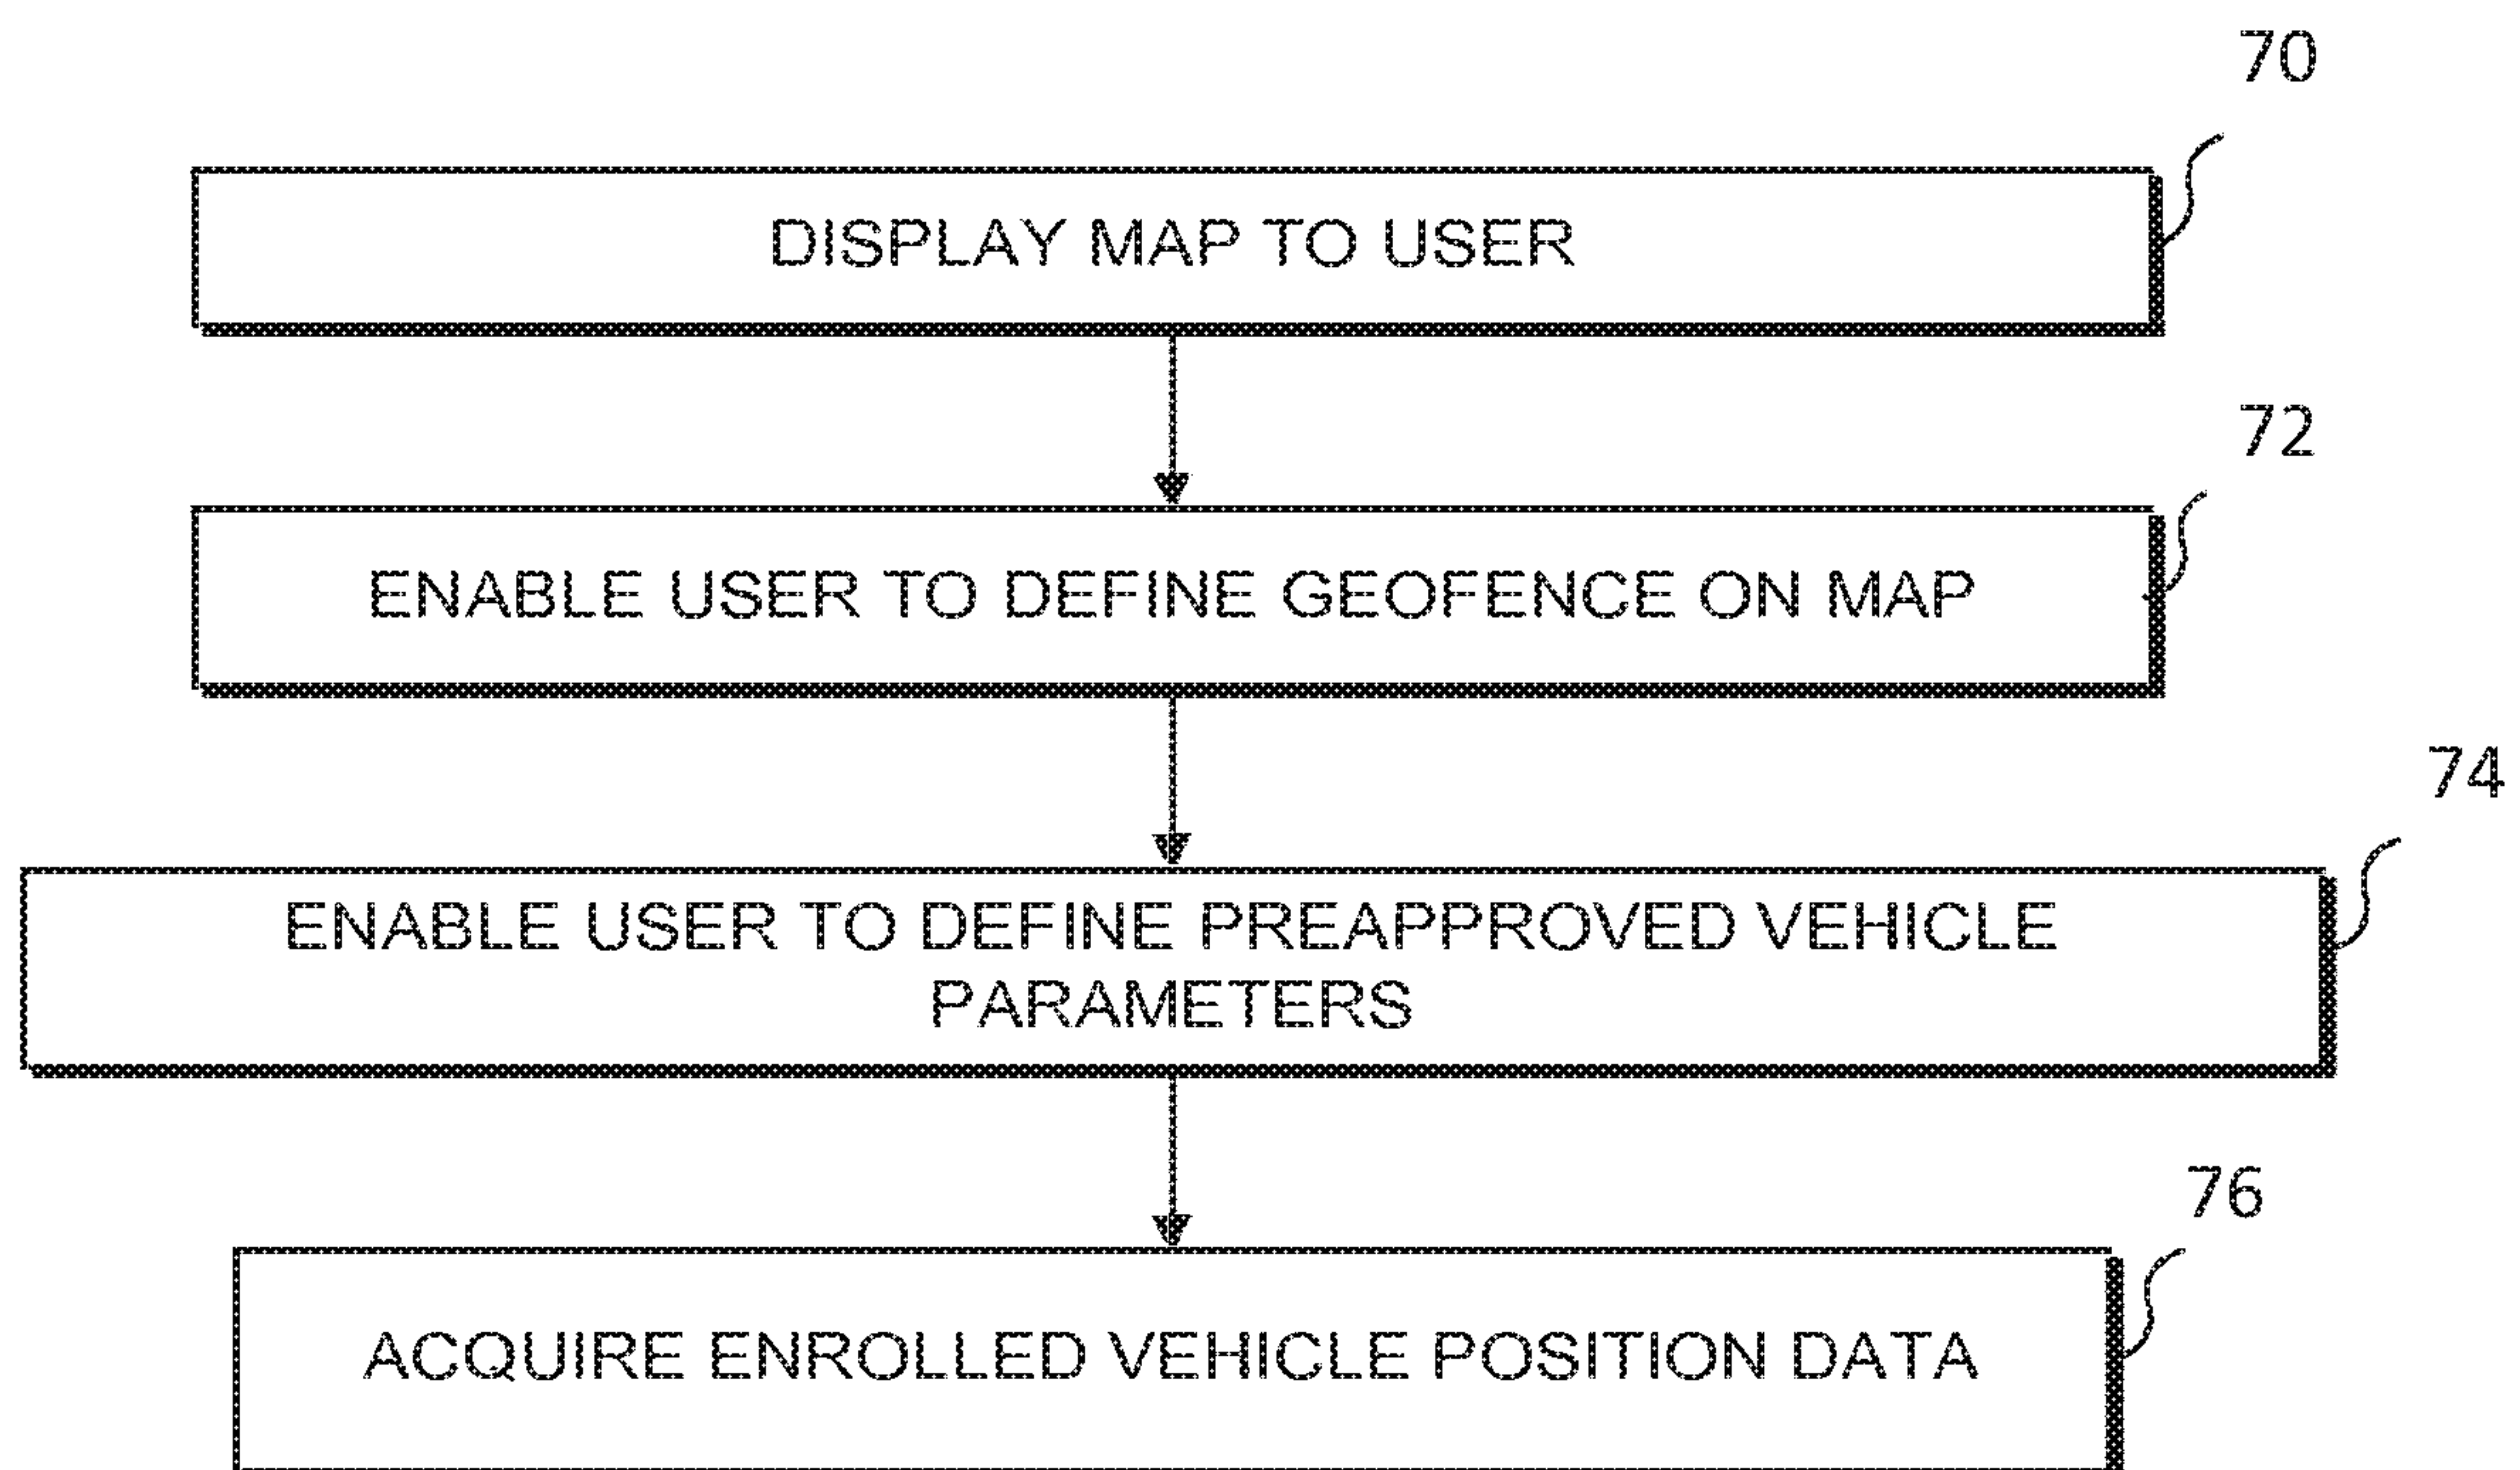 70
DISPLAY MAP TO USER
72
ENABLE USER TO DEFINE GEOFENCE ON MAP
74
ENABLE USER TO DEFINE PREAPPROVED VEHICLE
PARAMETERS
76
ACQUIRE ENROLLED VEHICLE POSITION DATA